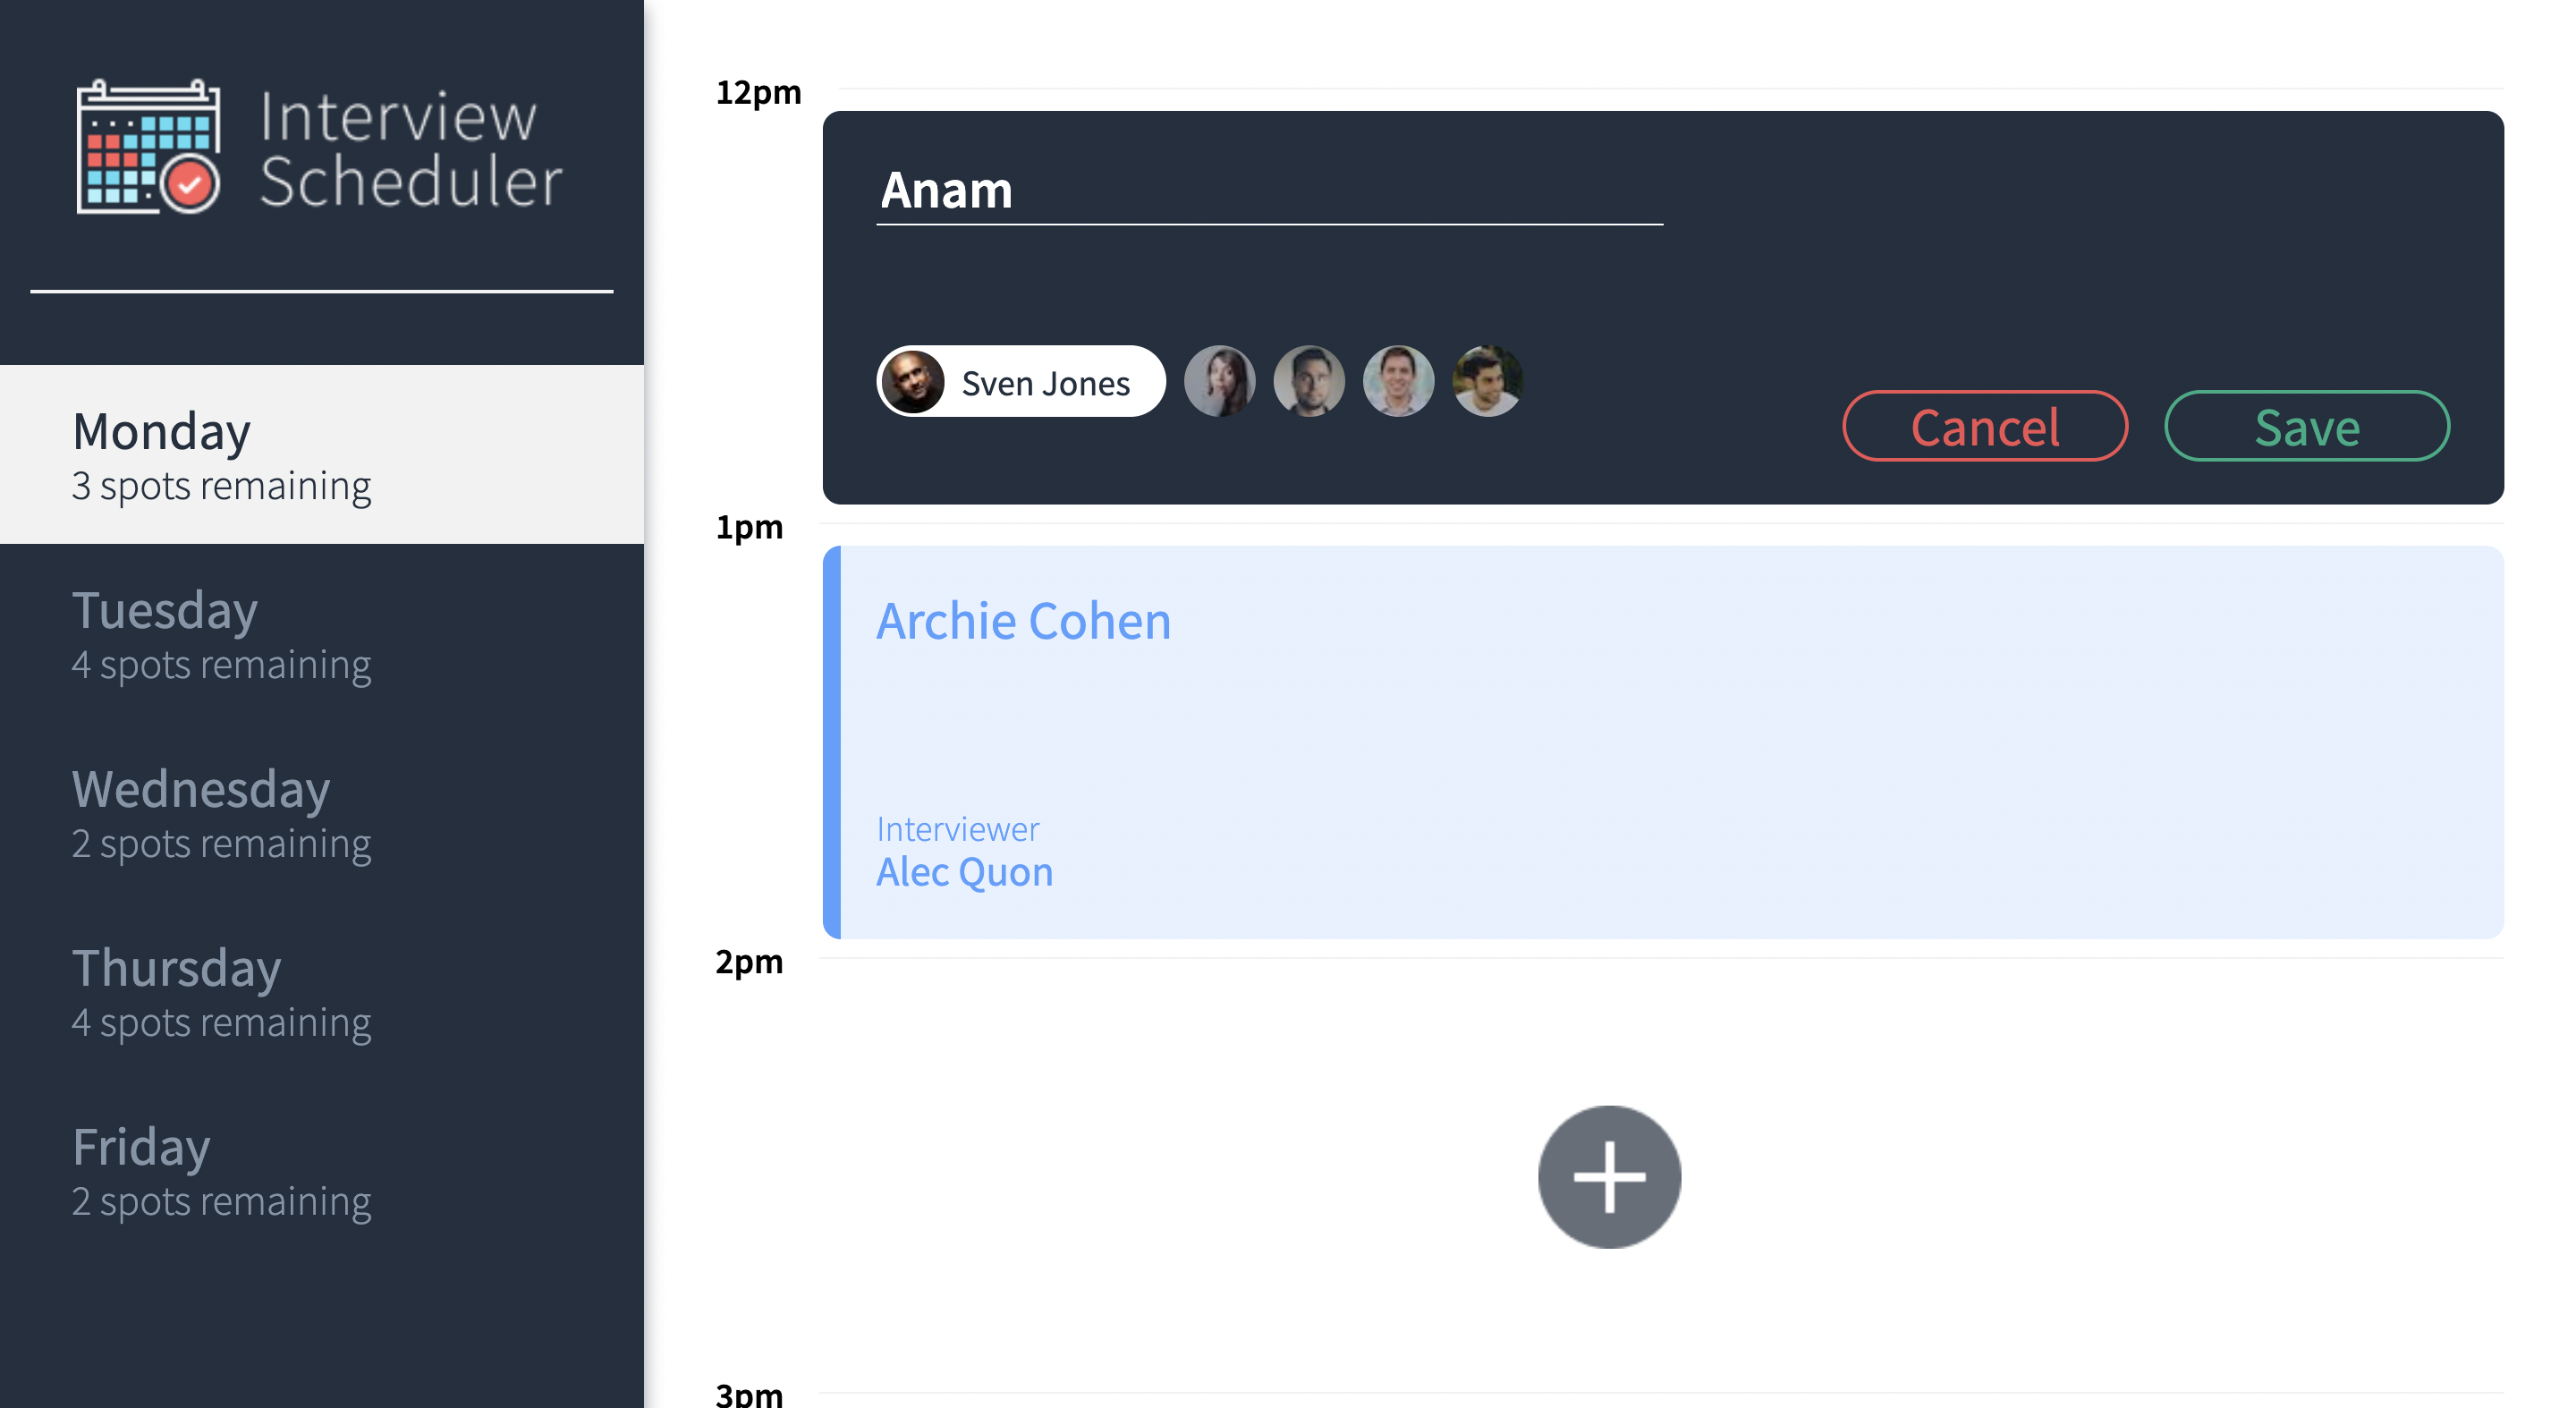 Interview
Scheduler
Monday
3 spots remaining
Tuesday
4 spots remaining
Wednesday
2 spots remaining
Thursday
4 spots remaining
Friday
2 spots remaining
12pm
Anam
Sven Jones
Cancel
Save
1pm
Archie Cohen
Interviewer
Alec Quon
2pm
3pm